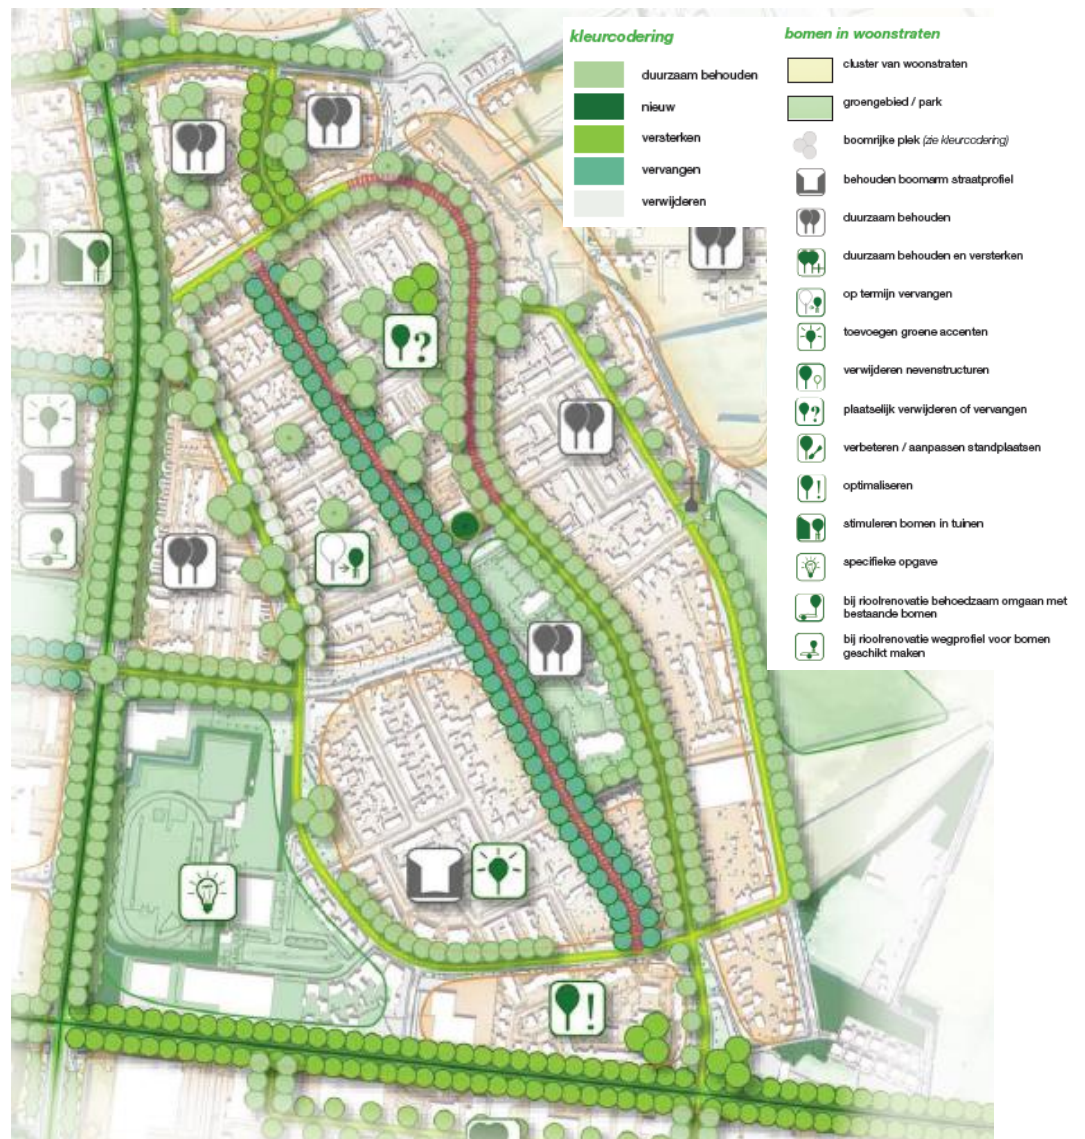 kleurcodering
duurzaam behouden
nieuw
versterken
vervangen
verwijderen
bomen in woonstraten
cluster van woonstraten
groengebied / park
boomrijke plek (zie kleurcodering)
behouden boomarm straatprofiel
duurzaam behouden
duurzaam behouden en versterken
op termijn vervangen
toevoegen groene accenten
verwijderen nevenstructuren
plaatselijk verwijderen of vervangen
verbeteren / aanpassen standplaatsen
optimaliseren
stimuleren bomen in tuinen
specifieke opgave
bij rioolrenovatie behoedzaam omgaan met
bestaande bomen
bij rioolrenovatie wegprofiel voor bomen
geschikt maken